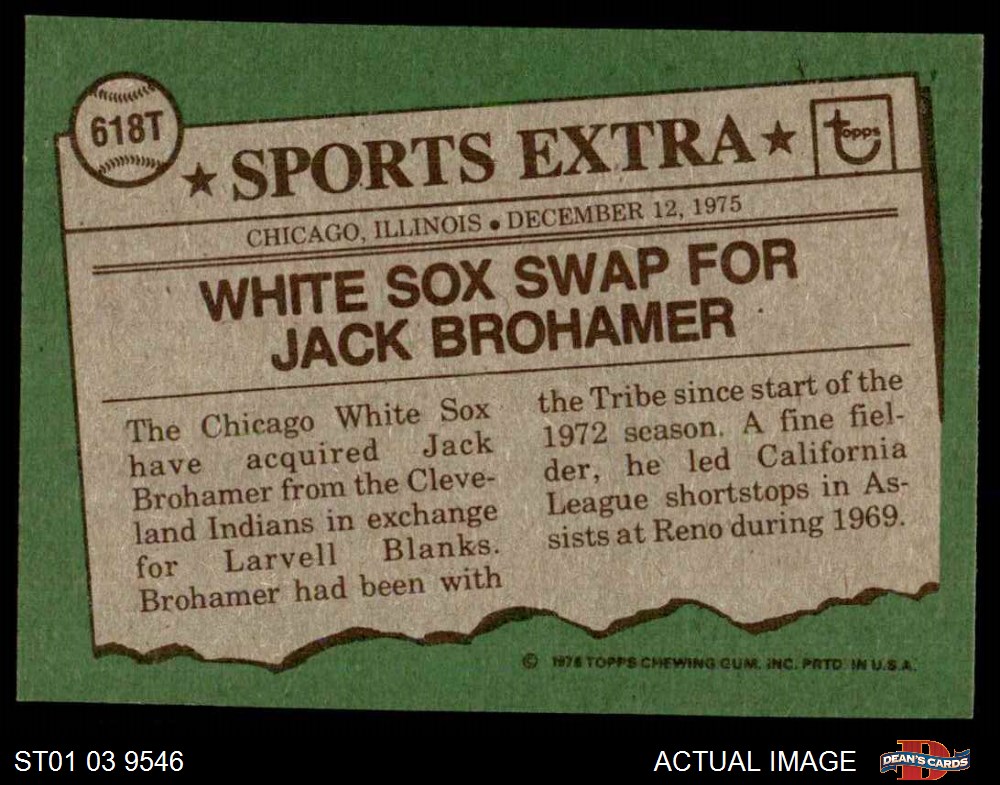 618T
★ SPORTS EXTRA ★
topps
CHICAGO, ILLINOIS • DECEMBER 12, 1975
WHITE SOX SWAP FOR
JACK BROHAMER
The Chicago White Sox
have acquired Jack
Brohamer from the Cleve-
land Indians in exchange
for Larvell Blanks.
Brohamer had been with
the Tribe since start of the
1972 season. A fine fiel-
der, he led California
League shortstops in As-
sists at Reno during 1969.
© 1976 TOPPS CHEWING GUM, INC. PRTD. IN U.S.A.
ST01 03 9546
ACTUAL IMAGE
D
DEAN'S CARDS